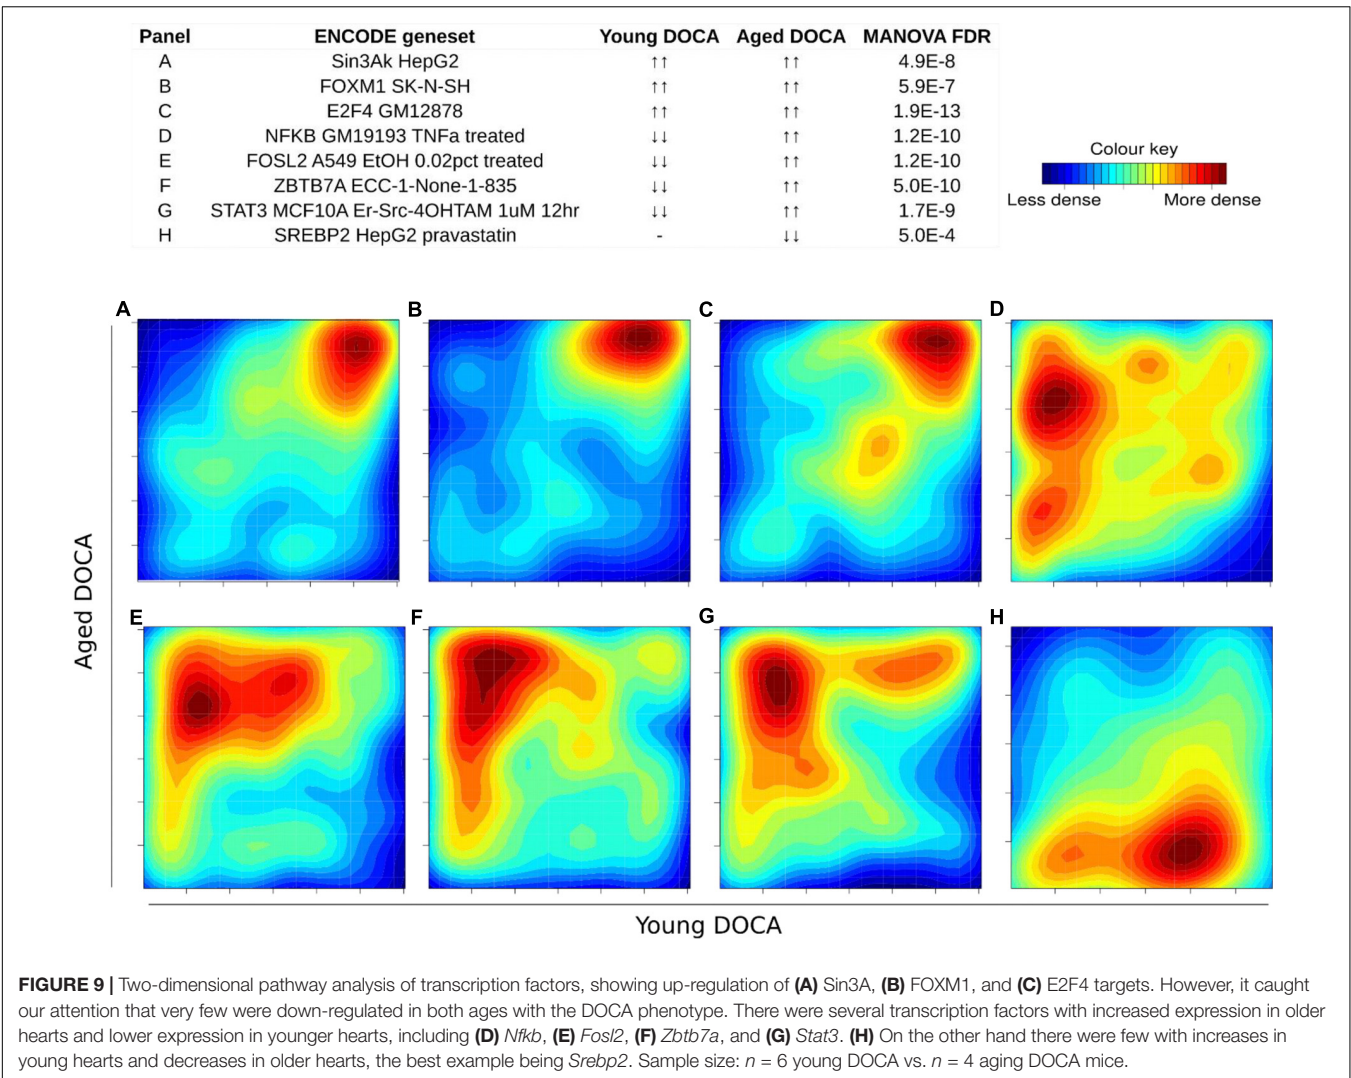 Panel ENCODE geneset Young DOCA Aged DOCA MANOVA FDR
A Sin3Ak HepG2 ↑↑ ↑↑ 4.9E-8
B FOXM1 SK-N-SH ↑↑ ↑↑ 5.9E-7
C E2F4 GM12878 ↑↑ ↑↑ 1.9E-13
D NFKB GM19193 TNFa treated ↓↓ ↑↑ 1.2E-10
E FOSL2 A549 EtOH 0.02pct treated ↓↓ ↑↑ 1.2E-10
F ZBTB7A ECC-1-None-1-835 ↓↓ ↑↑ 5.0E-10
G STAT3 MCF10A Er-Src-4OHTAM 1uM 12hr ↓↓ ↑↑ 1.7E-9
H SREBP2 HepG2 pravastatin - ↓↓ 5.0E-4
Colour key
Less dense More dense
A B C D
E F G H
Aged DOCA
Young DOCA
FIGURE 9 | Two-dimensional pathway analysis of transcription factors, showing up-regulation of (A) Sin3A, (B) FOXM1, and (C) E2F4 targets. However, it caught
our attention that very few were down-regulated in both ages with the DOCA phenotype. There were several transcription factors with increased expression in older
hearts and lower expression in younger hearts, including (D) Nfkb, (E) Fosl2, (F) Zbtb7a, and (G) Stat3. (H) On the other hand there were few with increases in
young hearts and decreases in older hearts, the best example being Srebp2. Sample size: n = 6 young DOCA vs. n = 4 aging DOCA mice.